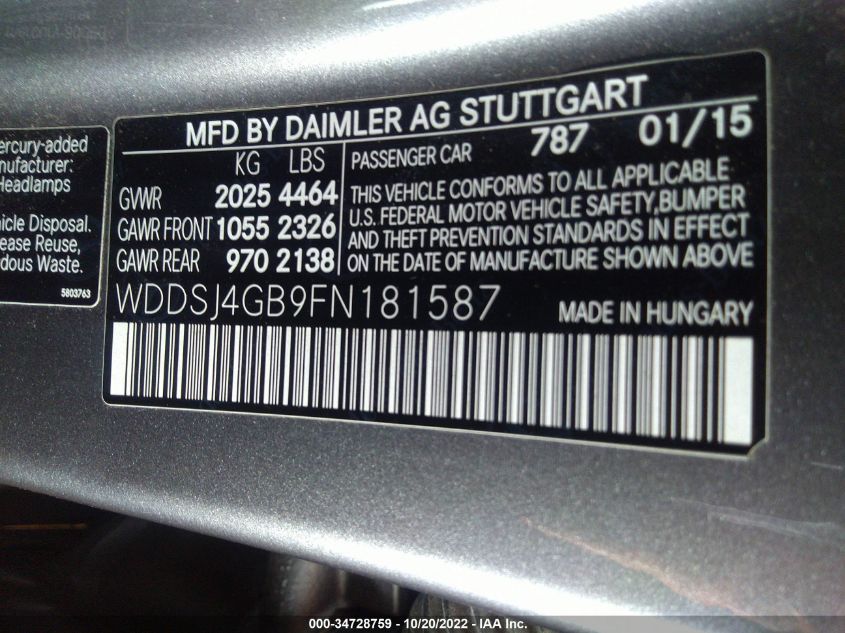 ercury-added
nufacturer:
Headlamps
icle Disposal.
ease Reuse,
dous Waste.
5803763
MFD BY DAIMLER AG STUTTGART
KG LBS
GVWR 2025 4464
GAWR FRONT 1055 2326
GAWR REAR 970 2138
PASSENGER CAR 787 01/15
THIS VEHICLE CONFORMS TO ALL APPLICABLE
U.S. FEDERAL MOTOR VEHICLE SAFETY, BUMPER
AND THEFT PREVENTION STANDARDS IN EFFECT
ON THE DATE OF MANUFACTURE SHOWN ABOVE
WDDSJ4GB9FN181587 MADE IN HUNGARY
000-34728759 - 10/20/2022 - IAA Inc.